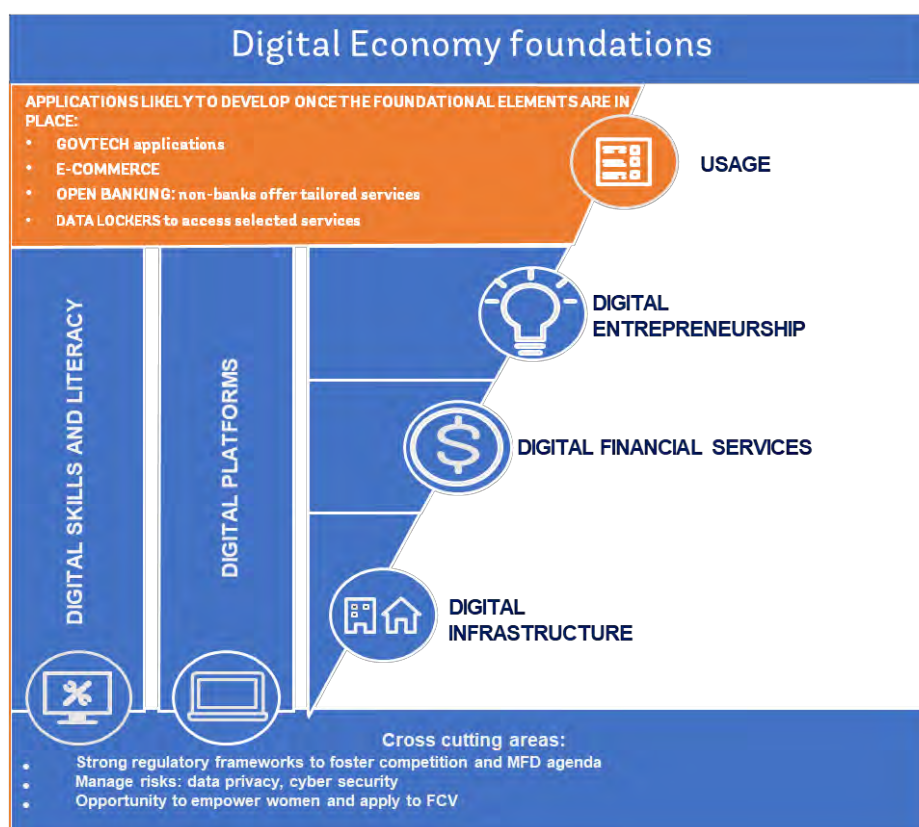 Digital Economy foundations
APPLICATIONS LIKELY TO DEVELOP ONCE THE FOUNDATIONAL ELEMENTS ARE IN
PLACE:
• GOVTECH applications
• E-COMMERCE
• OPEN BANKING: non-banks offer tailored services
• DATA LOCKERS to access selected services
USAGE
DIGITAL
ENTREPRENEURSHIP
DIGITAL FINANCIAL SERVICES
DIGITAL
INFRASTRUCTURE
DIGITAL SKILLS AND LITERACY
DIGITAL PLATFORMS
$
Cross cutting areas:
• Strong regulatory frameworks to foster competition and MFD agenda
• Manage risks: data privacy, cyber security
• Opportunity to empower women and apply to FCV